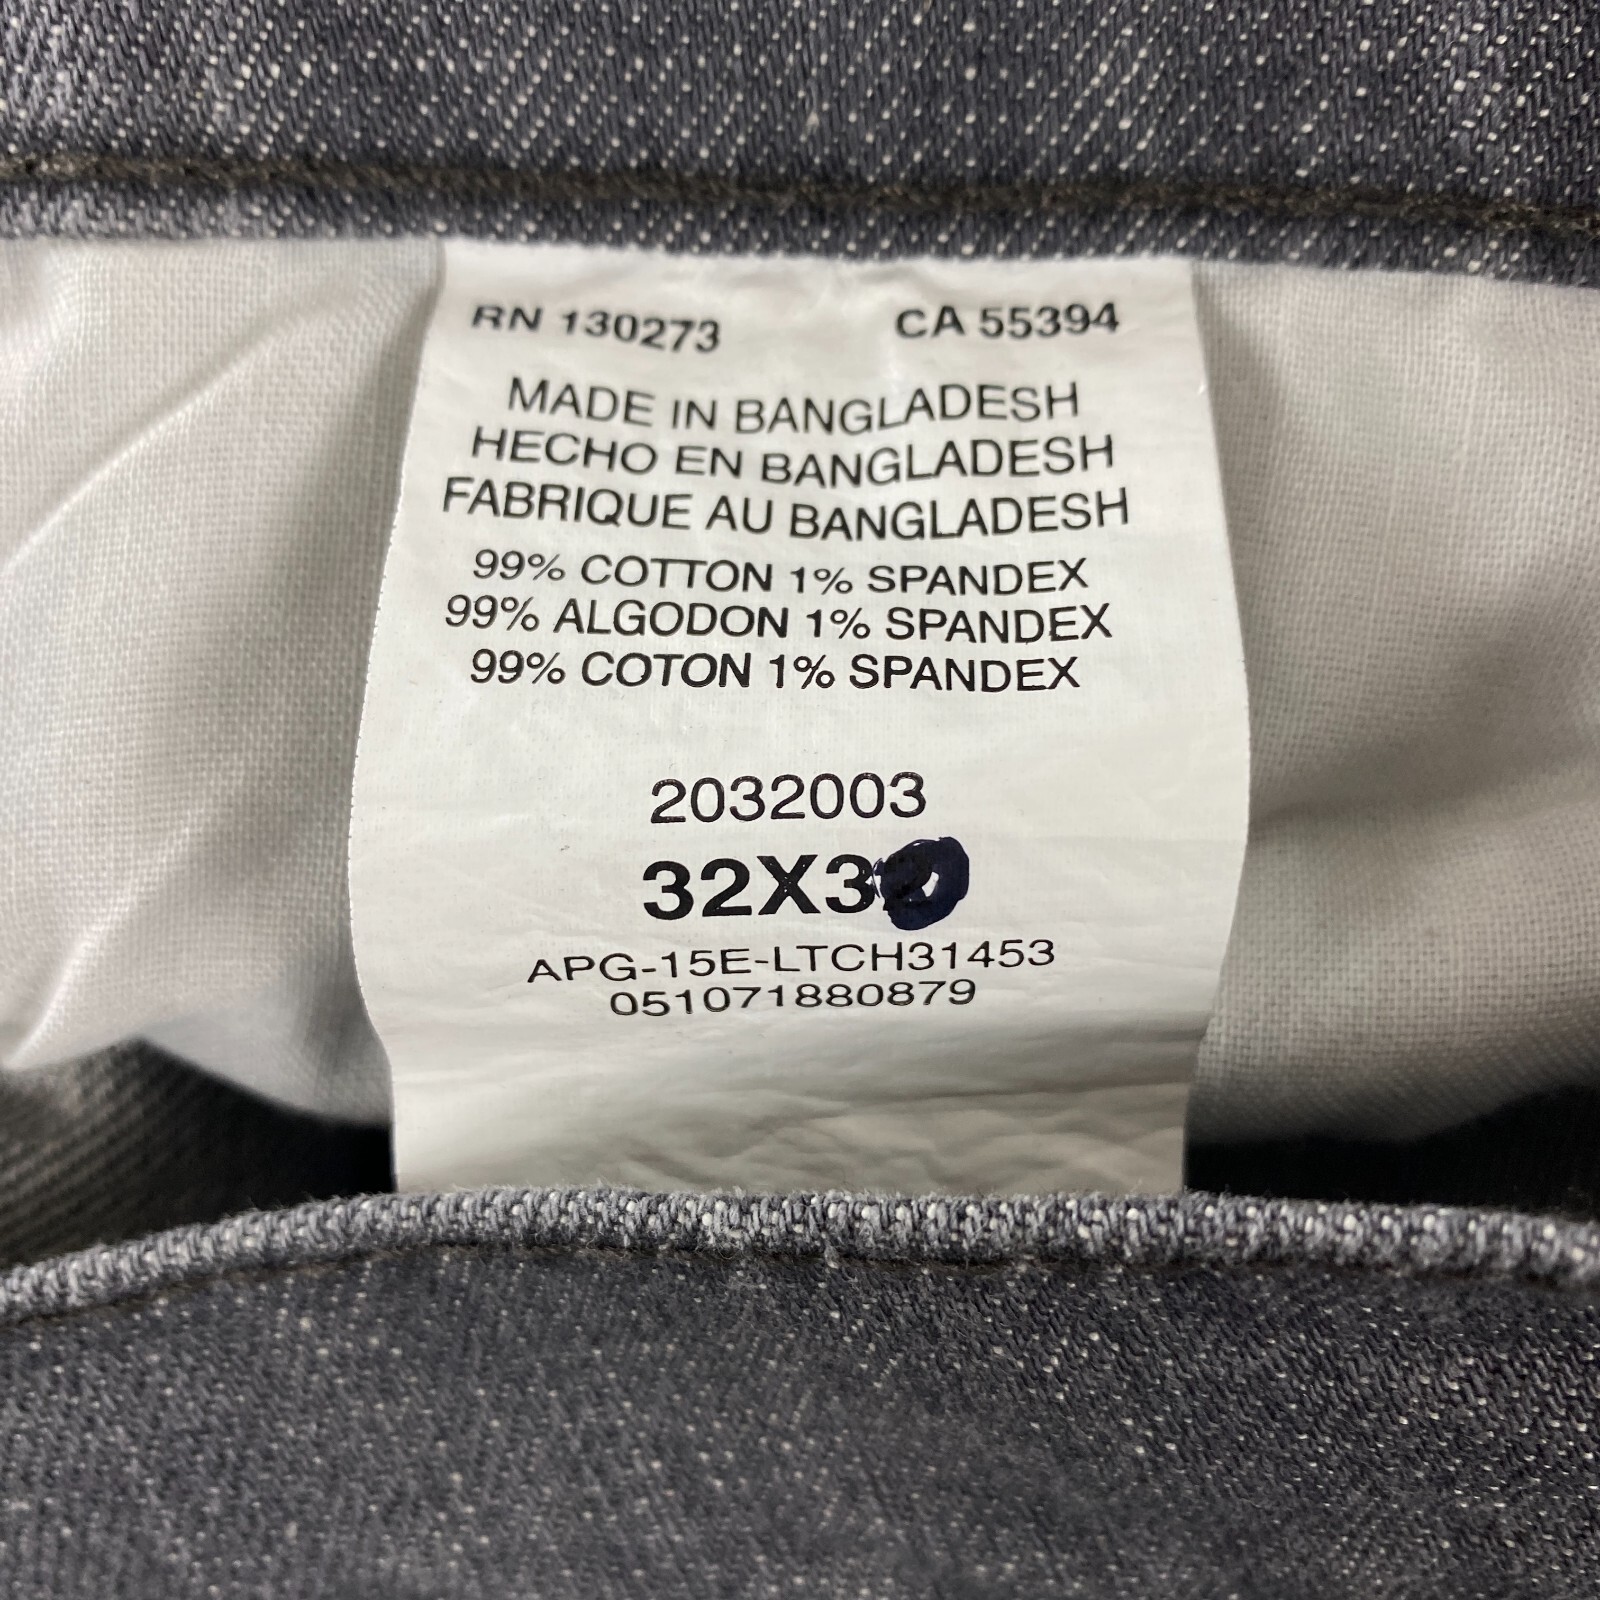 RN 130273 CA 55394
MADE IN BANGLADESH
HECHO EN BANGLADESH
FABRIQUE AU BANGLADESH
99% COTTON 1% SPANDEX
99% ALGODON 1% SPANDEX
99% COTON 1% SPANDEX
2032003
32X30
APG-15E-LTCH31453
051071880879